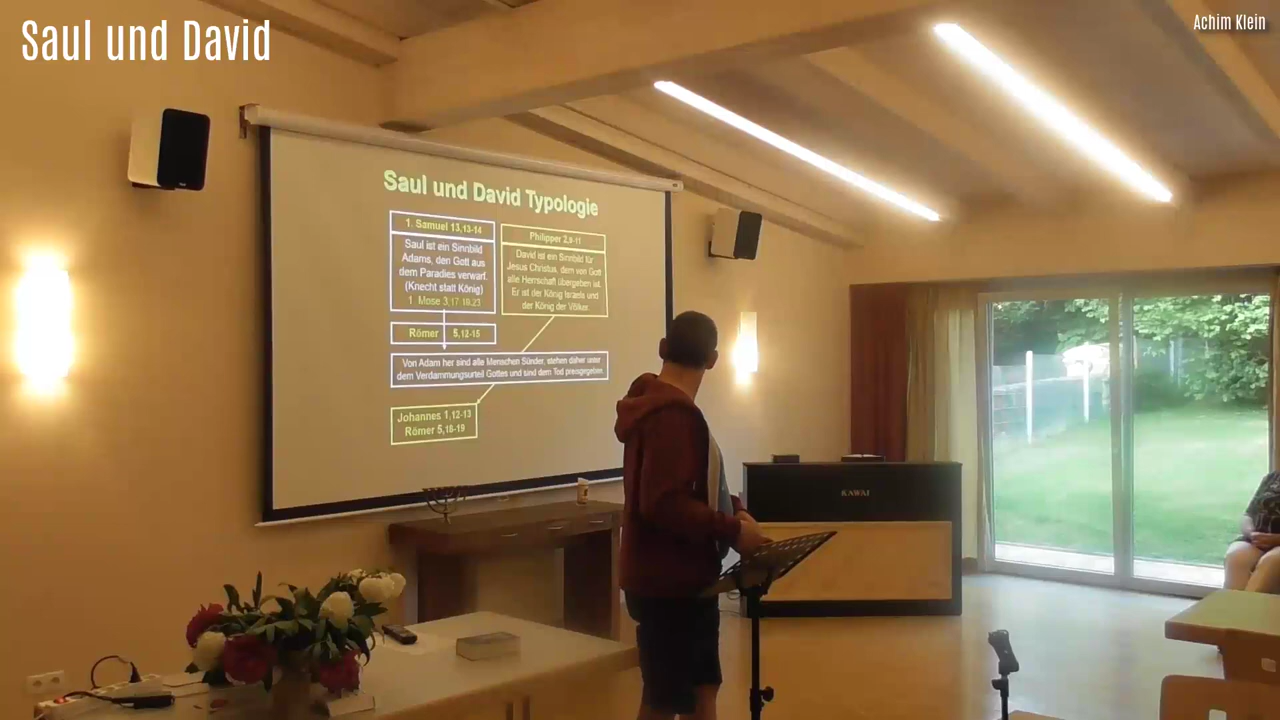 Saul und David
Achim Klein
Saul und David Typologie
1. Samuel 13,13-14
Saul ist ein Sinnbild
Adams, den Gott aus
dem Paradies verwarf.
(Knecht statt König)
1. Mose 3,17-19.23
Philipper 2,9-11
David ist ein Sinnbild für
Jesus Christus, dem von Gott
alle Herrschaft übergeben ist.
Er ist der König Israels und
der König der Völker.
Römer 5,12-15
Von Adam her sind alle Menschen Sünder, stehen daher unter
dem Verdammungsurteil Gottes und sind dem Tod preisgegeben.
Johannes 1,12-13
Römer 5,18-19
KAWAI